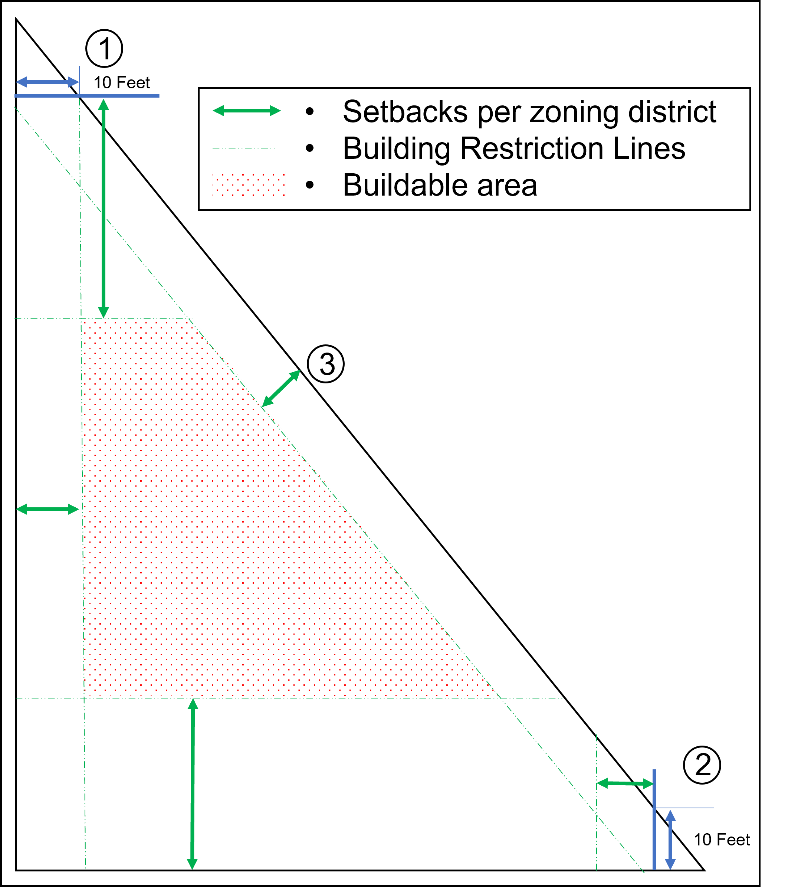 1
10 Feet
• Setbacks per zoning district
• Building Restriction Lines
• Buildable area
3
2
10 Feet